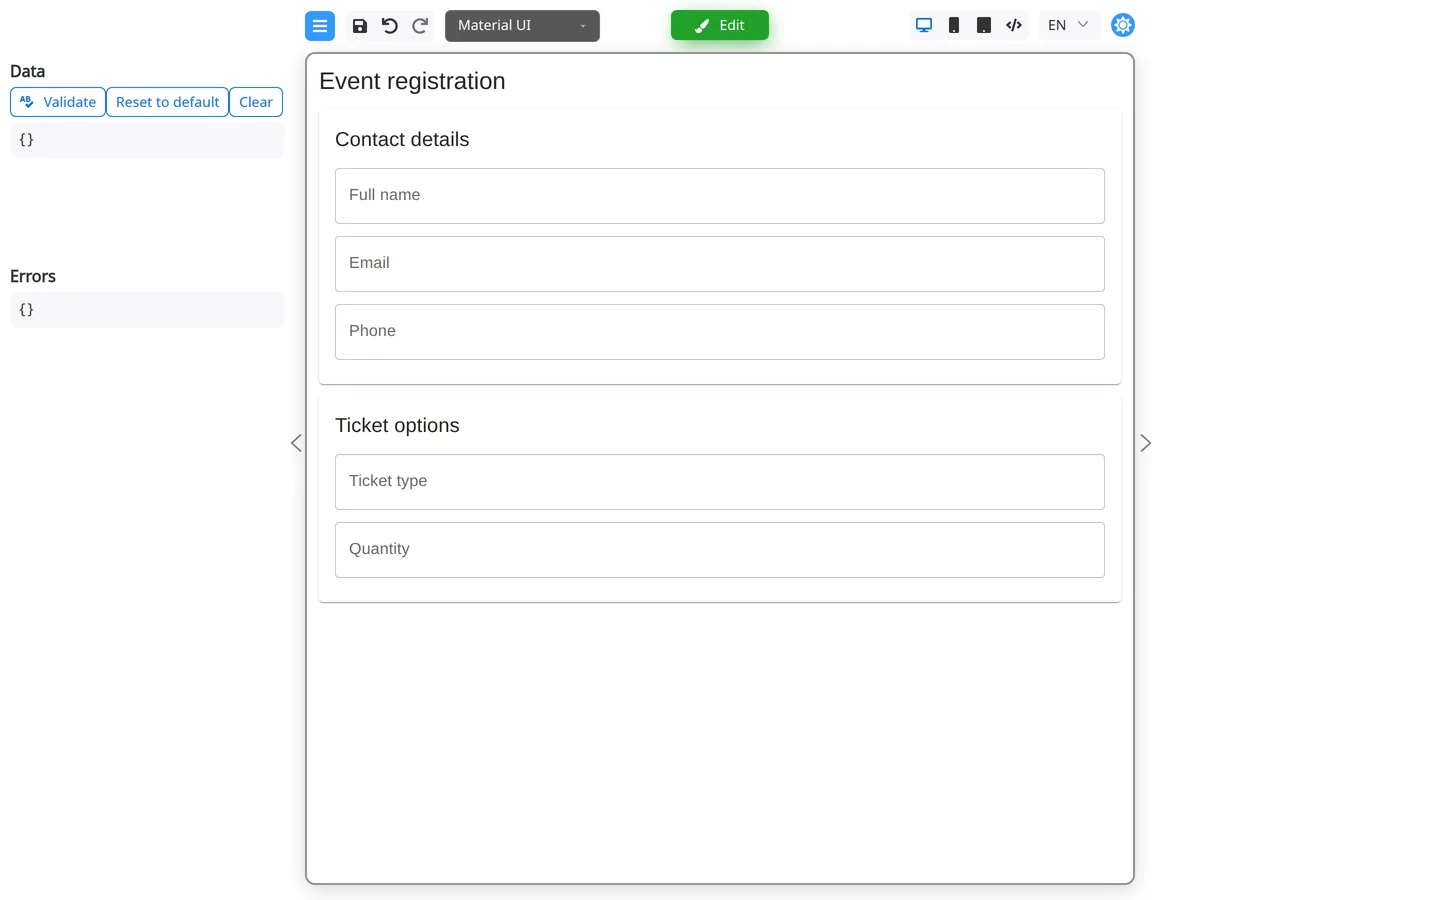 Material UI
Edit
EN
Data
Validate
Reset to default
Clear
{}
Errors
{}
Event registration
Contact details
Full name
Email
Phone
Ticket options
Ticket type
Quantity